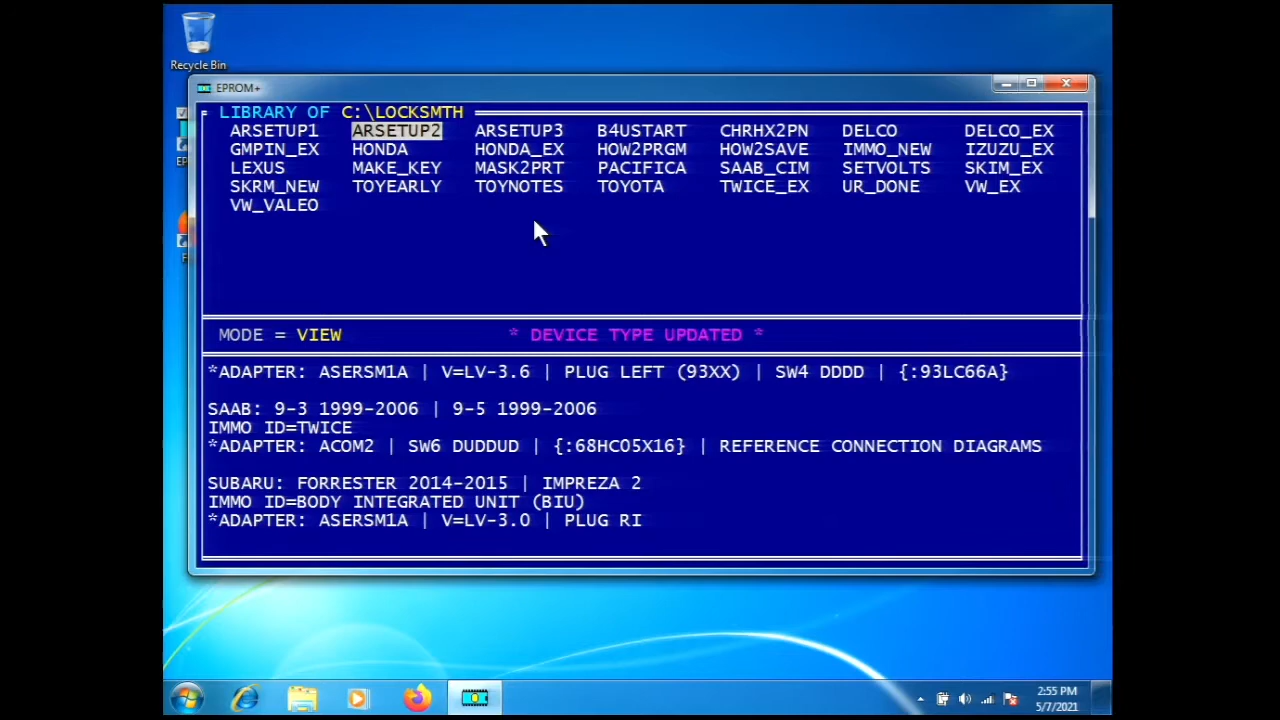 Recycle Bin
EPROM+
LIBRARY OF C:\LOCKSMTH
ARSETUP1 ARSETUP2 ARSETUP3 B4USTART CHRHX2PN DELCO DELCO_EX
GMPIN_EX HONDA HONDA_EX HOW2PRGM HOW2SAVE IMMO_NEW IZUZU_EX
LEXUS MAKE_KEY MASK2PRT PACIFICA SAAB_CIM SETVOLTS SKIM_EX
SKRM_NEW TOYEARLY TOYNOTES TOYOTA TWICE_EX UR_DONE VW_EX
VW_VALEO
MODE = VIEW * DEVICE TYPE UPDATED *
*ADAPTER: ASERSM1A | V=LV-3.6 | PLUG LEFT (93XX) | SW4 DDDD | {:93LC66A}
SAAB: 9-3 1999-2006 | 9-5 1999-2006
IMMO ID=TWICE
*ADAPTER: ACOM2 | SW6 DUDDUD | {:68HC05X16} | REFERENCE CONNECTION DIAGRAMS
SUBARU: FORRESTER 2014-2015 | IMPREZA 2
IMMO ID=BODY INTEGRATED UNIT (BIU)
*ADAPTER: ASERSM1A | V=LV-3.0 | PLUG RI
2:55 PM
5/7/2021